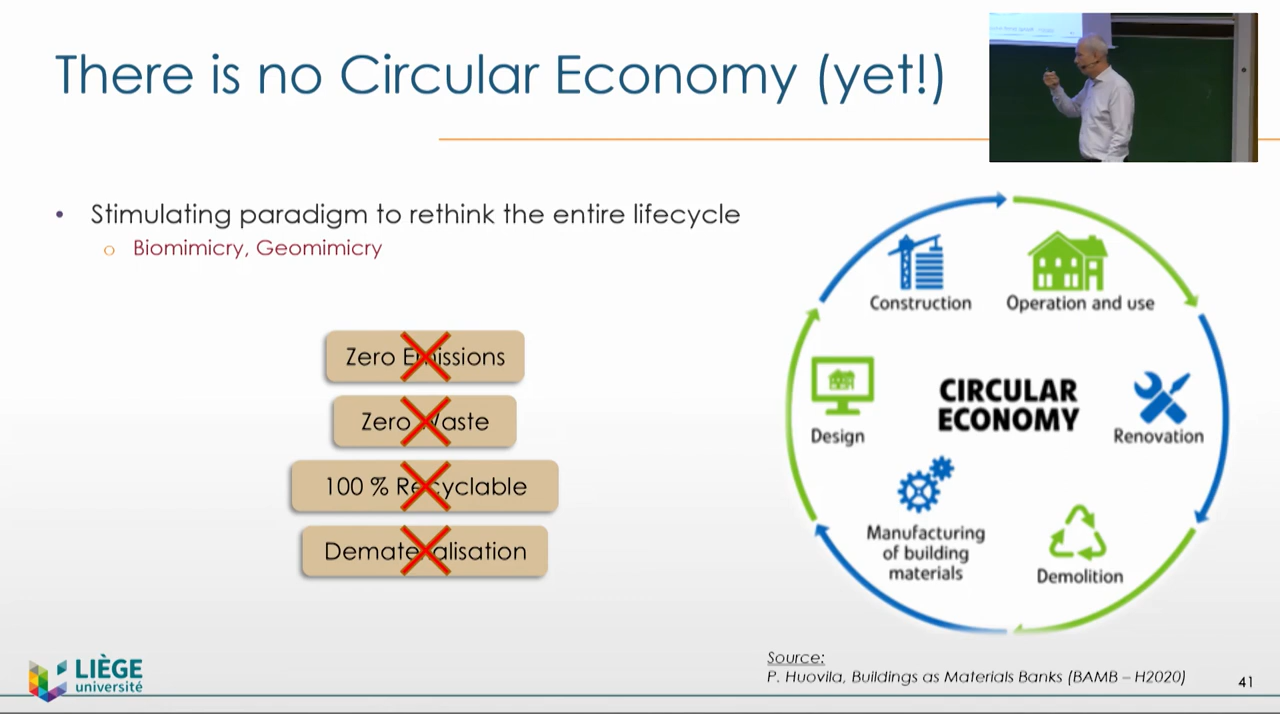 There is no Circular Economy (yet!)
• Stimulating paradigm to rethink the entire lifecycle
o Biomimicry, Geomimicry
Zero Emissions
Zero Waste
100 % Recyclable
Dematerialisation
Construction
Operation and use
CIRCULAR
ECONOMY
Design
Renovation
Manufacturing
of building
materials
Demolition
Source:
P. Huovila, Buildings as Materials Banks (BAMB – H2020)
LIÈGE
université
41